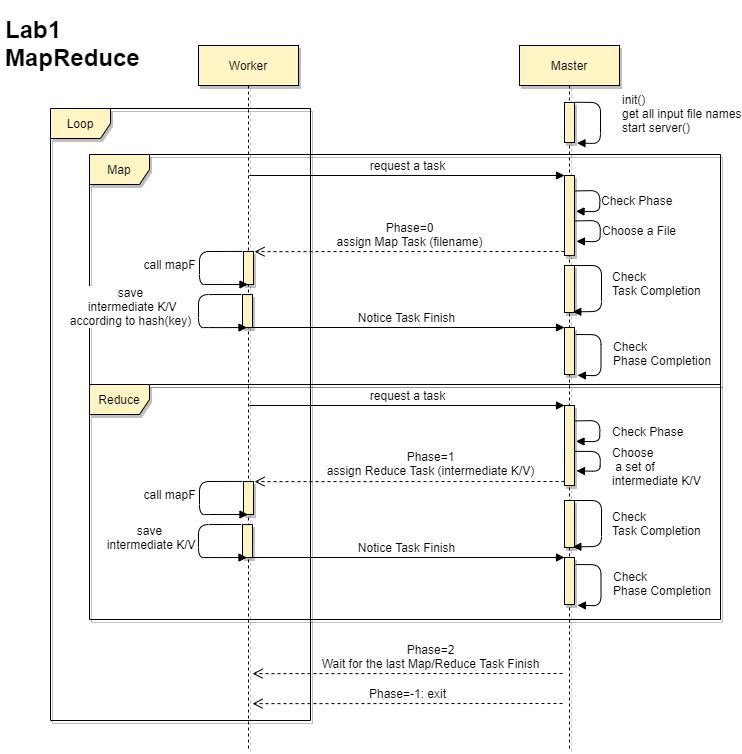 Lab1
MapReduce
Worker
Master
init()
get all input file names
start server()
Loop
Map
request a task
Check Phase
Phase=0
Choose a File
assign Map Task (filename)
call mapF
Check
Task Completion
save
intermediate K/V
according to hash(key)
Notice Task Finish
Check
Phase Completion
Reduce
request a task
Check Phase
Phase=1
assign Reduce Task (intermediate K/V)
Choose
a set of
intermediate K/V
call mapF
Check
Task Completion
save
intermediate K/V
Notice Task Finish
Check
Phase Completion
Phase=2
Wait for the last Map/Reduce Task Finish
Phase=-1: exit